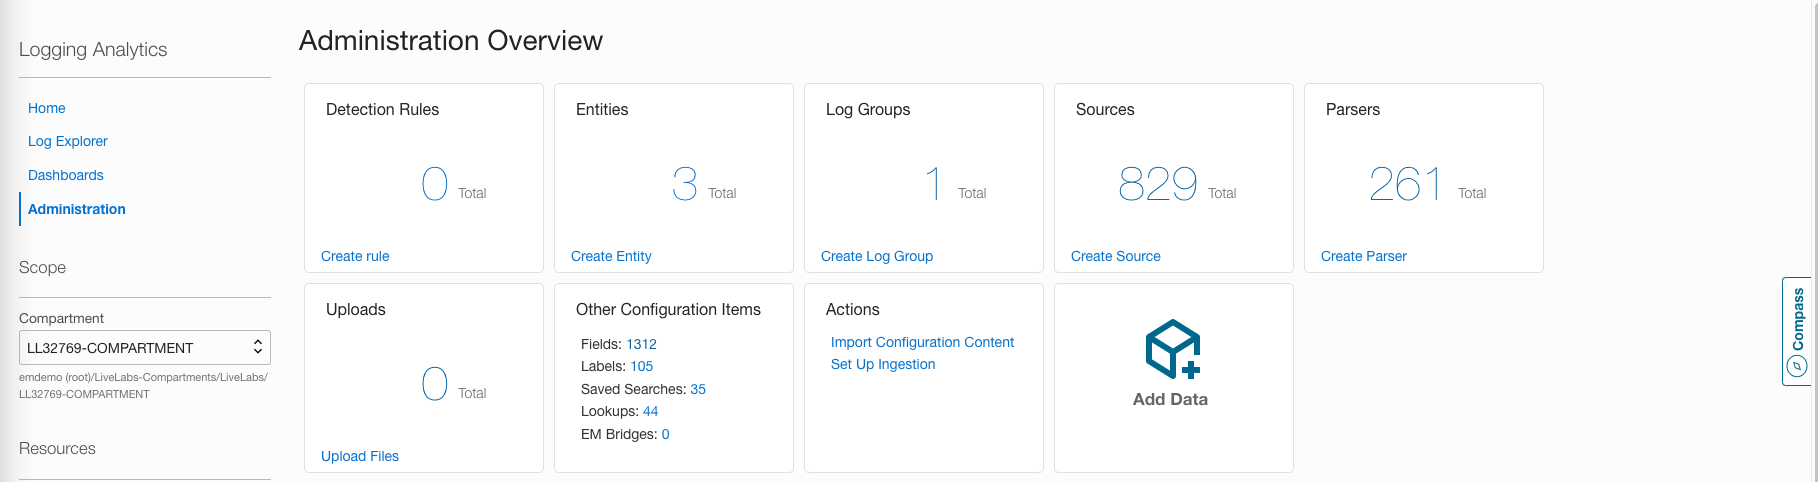 Logging Analytics
Home
Log Explorer
Dashboards
Administration
Scope
Compartment
LL32769-COMPARTMENT
emdemo (root)/LiveLabs-Compartments/LiveLabs/
LL32769-COMPARTMENT
Resources
Administration Overview
Detection Rules
0 Total
Create rule
Entities
3 Total
Create Entity
Log Groups
1 Total
Create Log Group
Sources
829 Total
Create Source
Parsers
261 Total
Create Parser
Uploads
0 Total
Upload Files
Other Configuration Items
Fields: 1312
Labels: 105
Saved Searches: 35
Lookups: 44
EM Bridges: 0
Actions
Import Configuration Content
Set Up Ingestion
Add Data
Compass